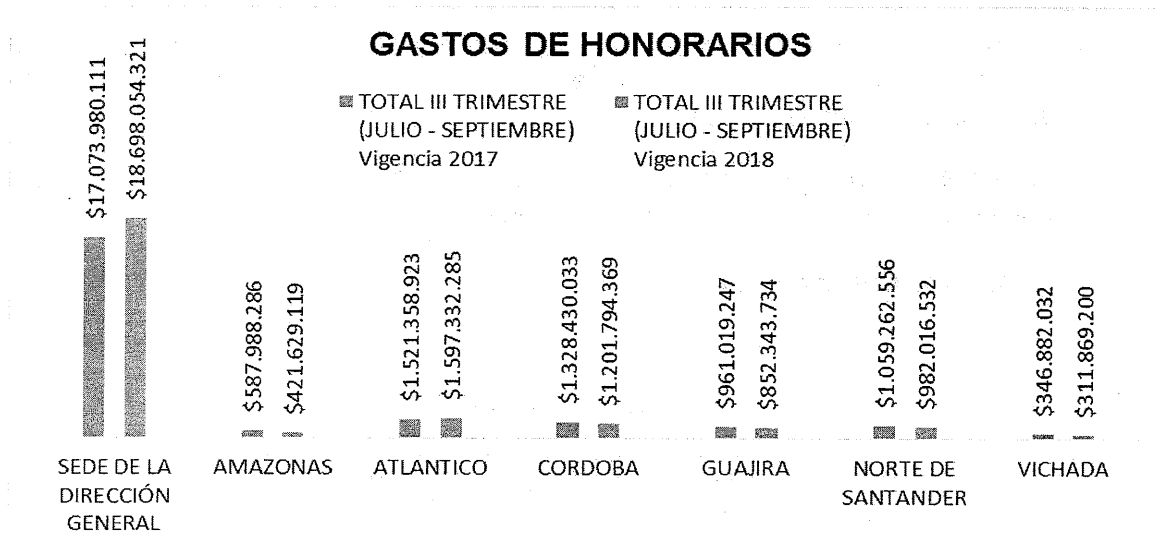 GASTOS DE HONORARIOS
TOTAL III TRIMESTRE
(JULIO - SEPTIEMBRE)
Vigencia 2017
TOTAL III TRIMESTRE
(JULIO - SEPTIEMBRE)
Vigencia 2018
$17.073.980.111
$18.698.054.321
$587.988.286
$421.629.119
$1.521.358.923
$1.597.332.285
$1.328.430.033
$1.201.794.369
$961.019.247
$852.343.734
$1.059.262.556
$982.016.532
$346.882.032
$311.869.200
SEDE DE LA
DIRECCIÓN
GENERAL
AMAZONAS
ATLANTICO
CORDOBA
GUAJIRA
NORTE DE
SANTANDER
VICHADA